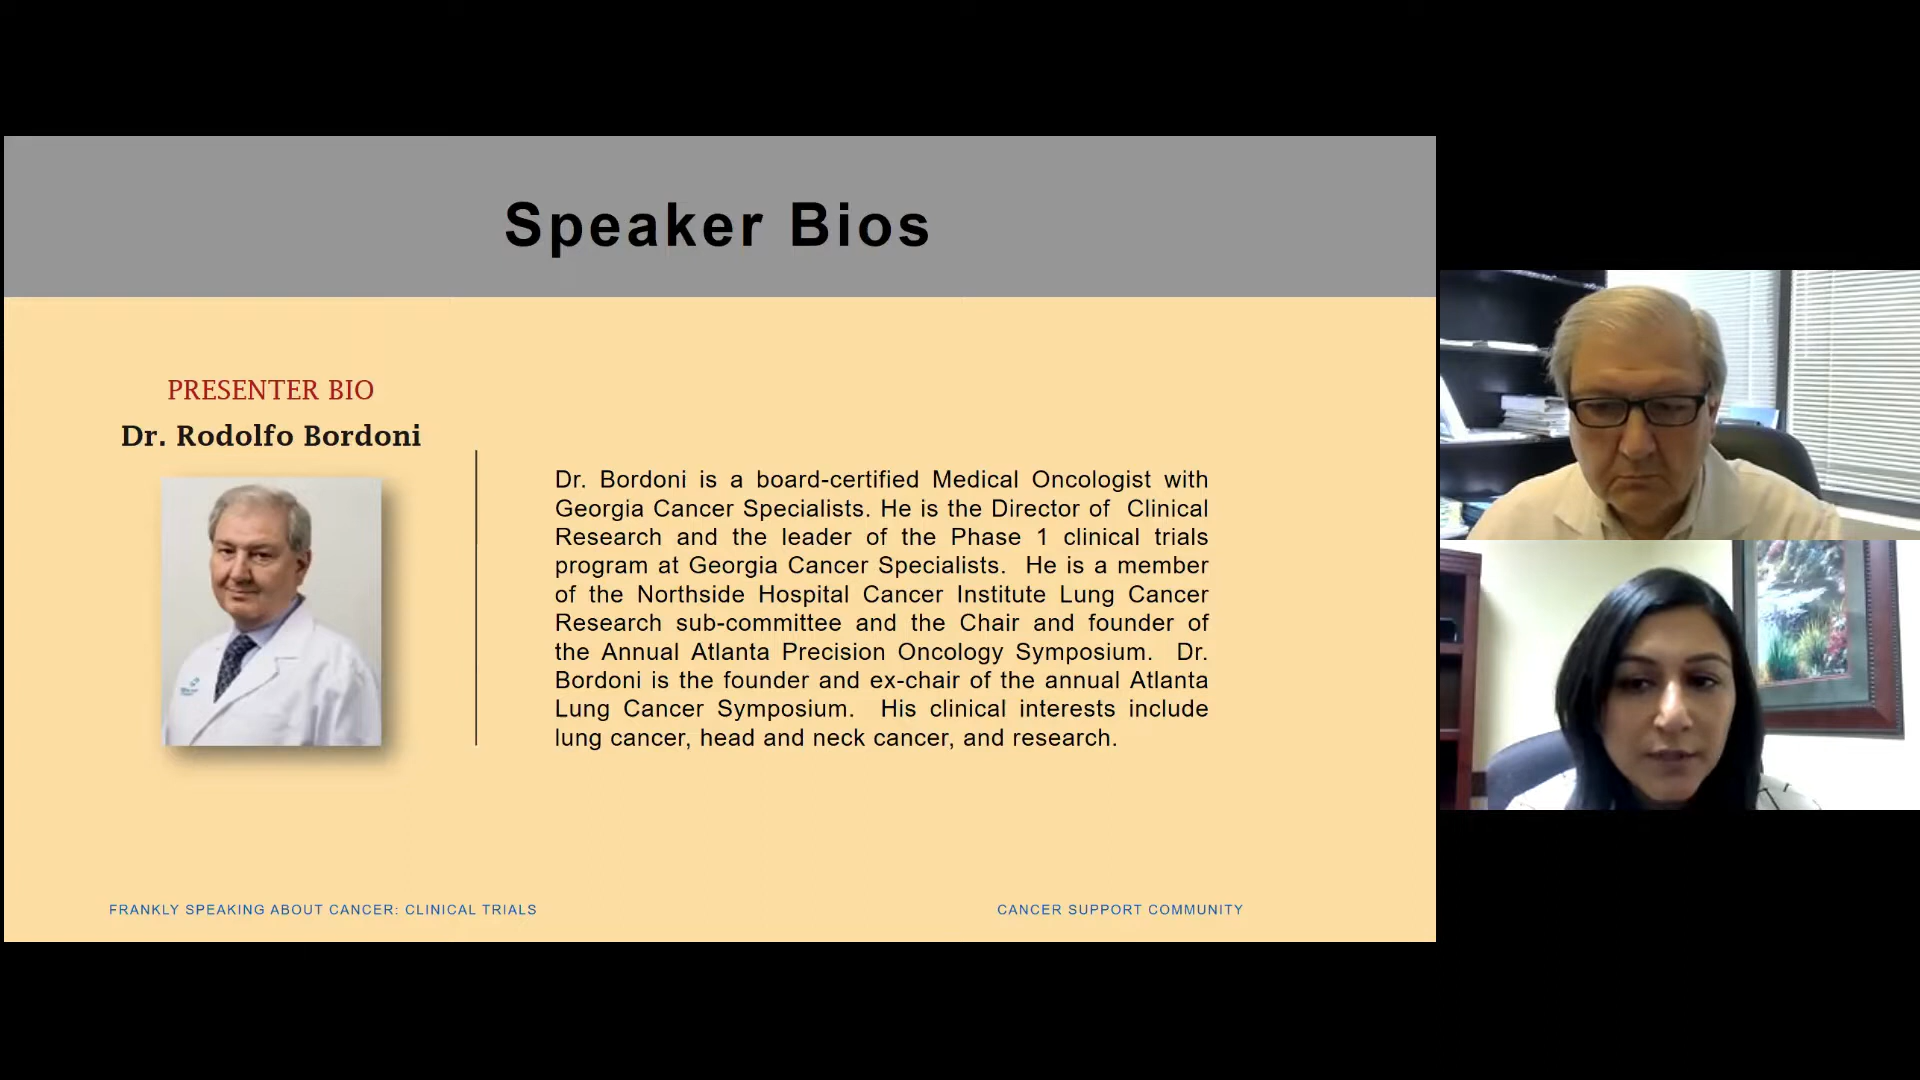 Speaker Bios
PRESENTER BIO
Dr. Rodolfo Bordoni
Dr. Bordoni is a board-certified Medical Oncologist with
Georgia Cancer Specialists. He is the Director of Clinical
Research and the leader of the Phase 1 clinical trials
program at Georgia Cancer Specialists. He is a member
of the Northside Hospital Cancer Institute Lung Cancer
Research sub-committee and the Chair and founder of
the Annual Atlanta Precision Oncology Symposium. Dr.
Bordoni is the founder and ex-chair of the annual Atlanta
Lung Cancer Symposium. His clinical interests include
lung cancer, head and neck cancer, and research.
FRANKLY SPEAKING ABOUT CANCER: CLINICAL TRIALS
CANCER SUPPORT COMMUNITY